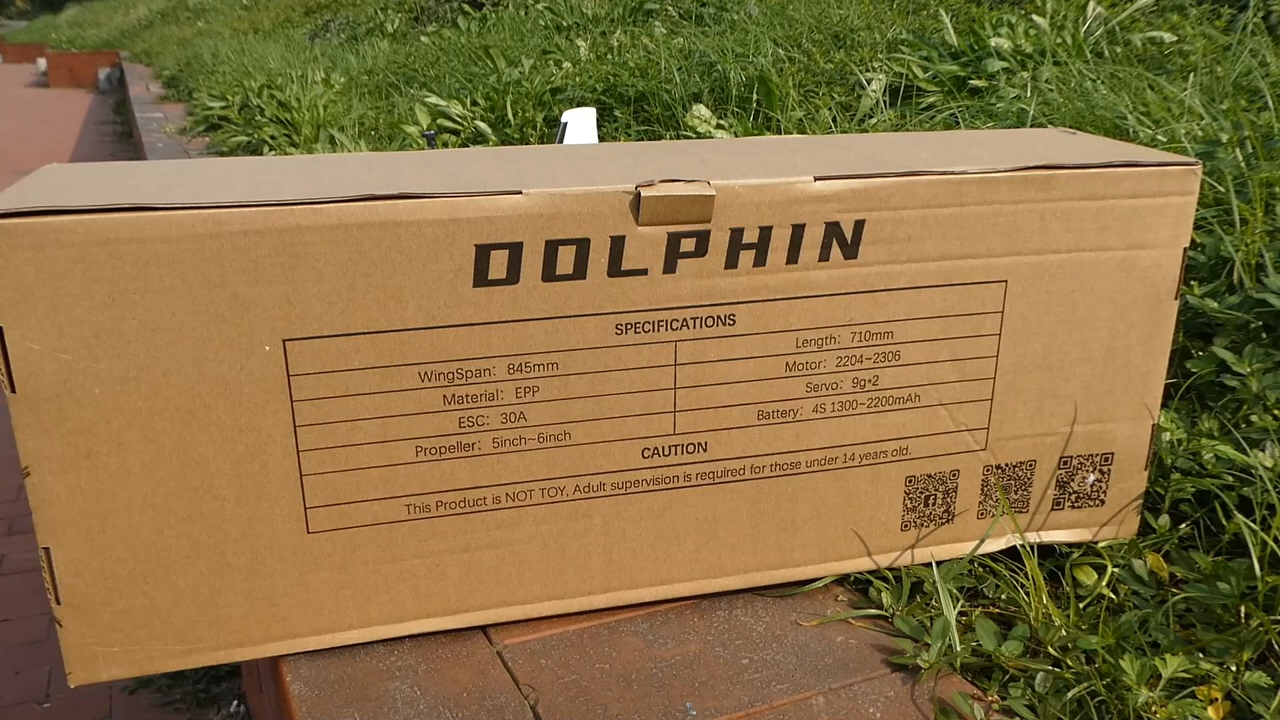 DOLPHIN
SPECIFICATIONS
WingSpan: 845mm
Length: 710mm
Material: EPP
Motor: 2204~2306
ESC: 30A
Servo: 9g*2
Propeller: 5inch~6inch
Battery: 4S 1300~2200mAh
CAUTION
This Product is NOT TOY, Adult supervision is required for those under 14 years old.